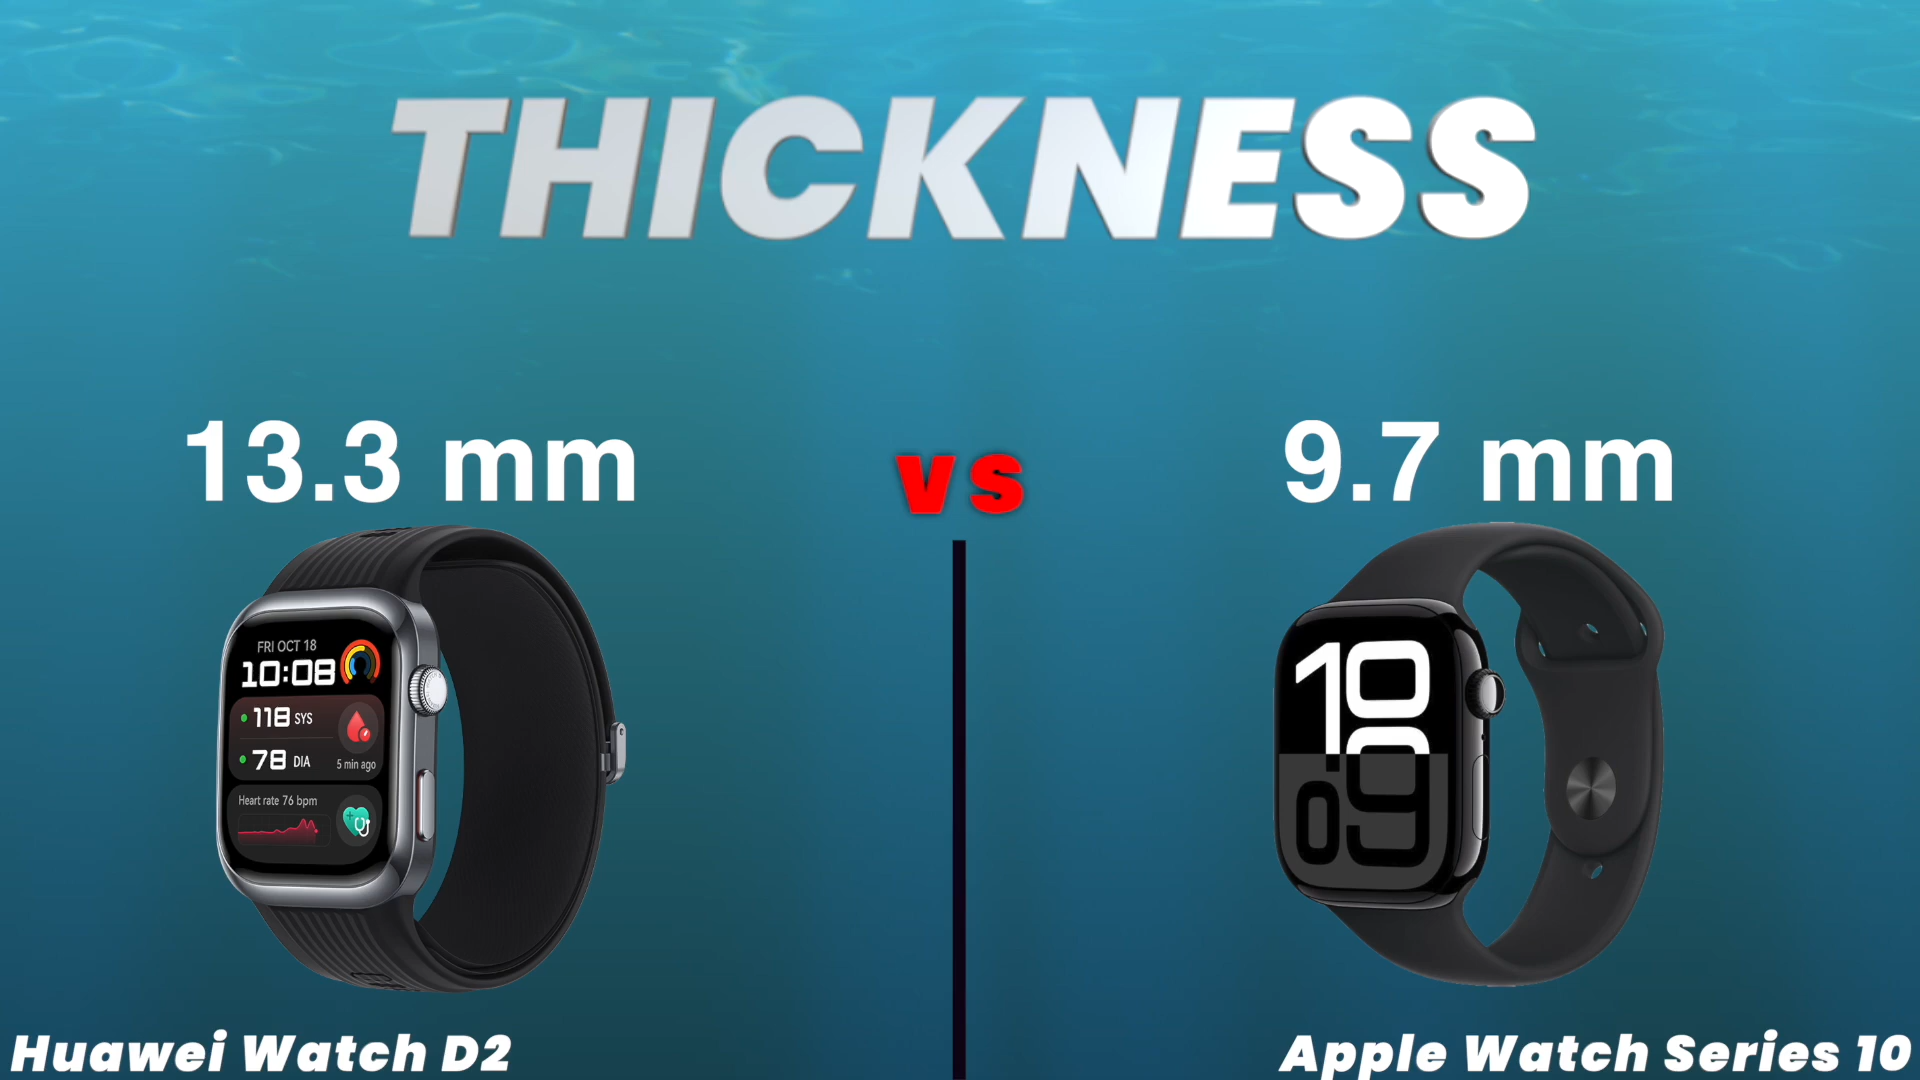 THICKNESS
13.3 mm
VS
9.7 mm
FRI OCT 18
10:08
118 SYS
78 DIA
5 min ago
Heart rate 76 bpm
10
09
Huawei Watch D2
Apple Watch Series 10